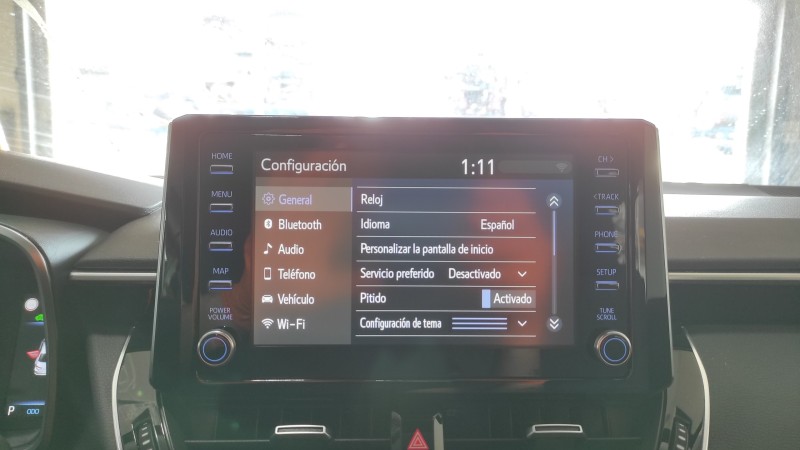 HOME
MENU
AUDIO
MAP
POWER
VOLUME
Configuración 1:11
General
Bluetooth
Audio
Teléfono
Vehículo
Wi-Fi
Reloj
Idioma Español
Personalizar la pantalla de inicio
Servicio preferido Desactivado
Pitido Activado
Configuración de tema
CH >
< TRACK
PHONE
SETUP
TUNE
SCROLL
P